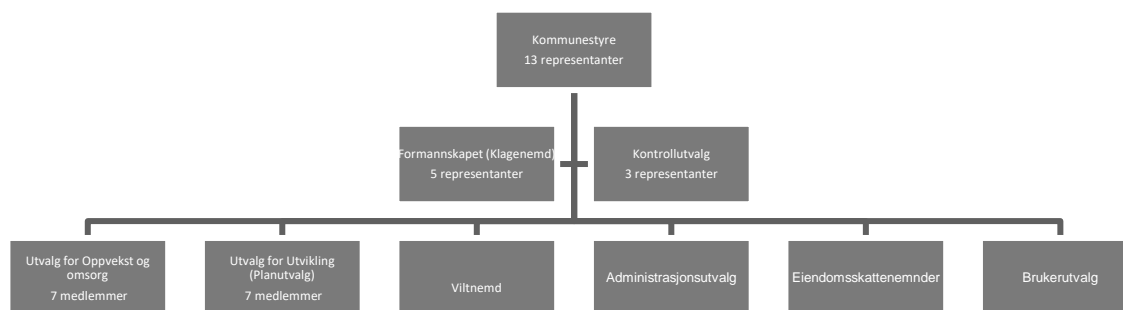 Kommunestyre
13 representanter
Formannskapet (Klagenemd)
5 representanter
Kontrollutvalg
3 representanter
Utvalg for Oppvekst og
omsorg
7 medlemmer
Utvalg for Utvikling
(Planutvalg)
7 medlemmer
Viltnemd
Administrasjonsutvalg
Eiendomsskattenemnder
Brukerutvalg